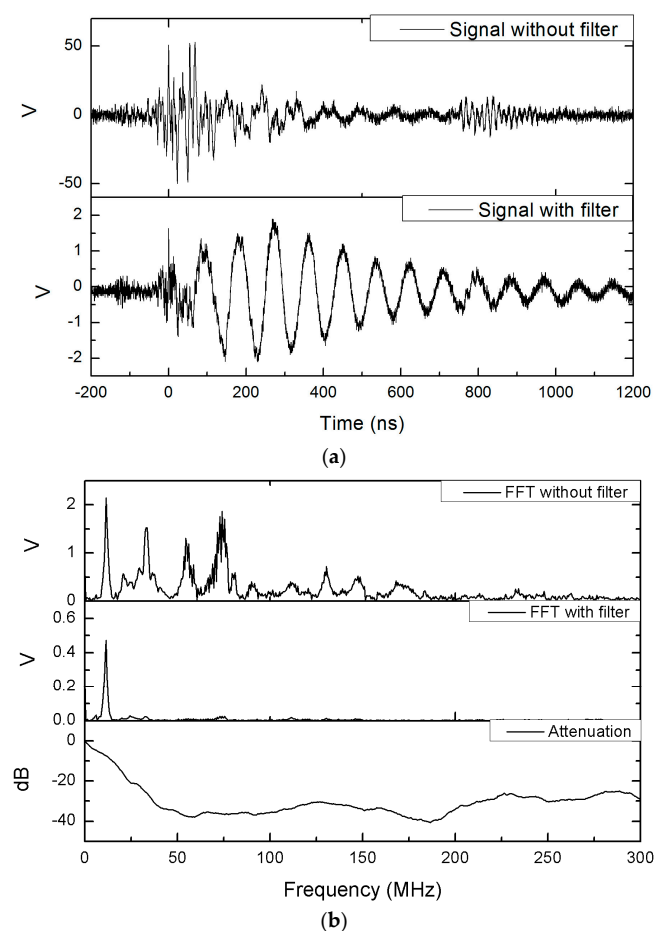 Signal without filter
50
0
-50
V
Signal with filter
2
1
0
-1
-2
V
-200 0 200 400 600 800 1000 1200
Time (ns)
(a)
FFT without filter
2
1
0
V
FFT with filter
0.6
0.4
0.2
0.0
V
Attenuation
0
-20
-40
dB
0 50 100 150 200 250 300
Frequency (MHz)
(b)